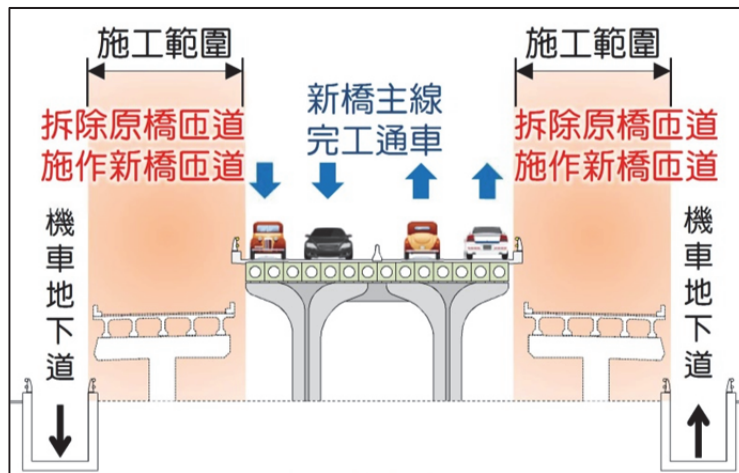 施工範圍
施工範圍
拆除原橋匝道
施作新橋匝道
新橋主線
完工通車
拆除原橋匝道
施作新橋匝道
機車地下道
機車地下道